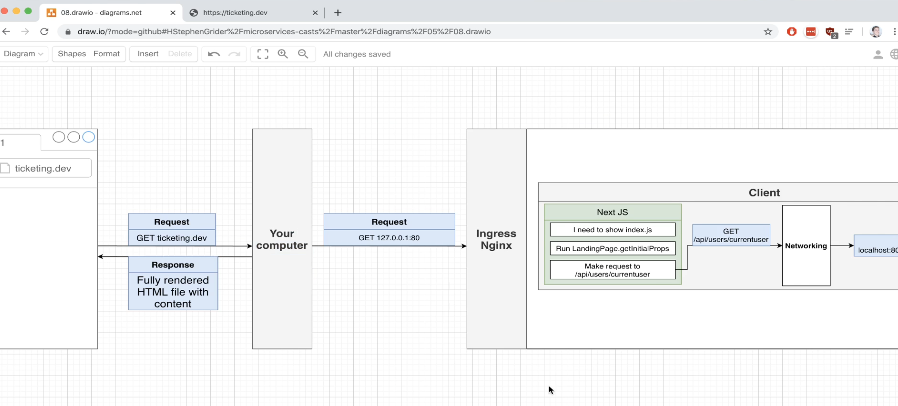 08.drawio - diagrams.net
https://ticketing.dev
draw.io/?mode=github#HStephenGrider%2Fmicroservices-casts%2Fmaster%2Fdiagrams%2F05%2F08.drawio
2
Diagram
Shapes
Format
Insert
Delete
All changes saved
1
ticketing.dev
Request
GET ticketing.dev
Response
Fully rendered
HTML file with
content
Your
computer
Request
GET 127.0.0.1:80
Ingress
Nginx
Client
Next JS
I need to show index.js
Run LandingPage.getInitialProps
Make request to
/api/users/currentuser
GET
/api/users/currentuser
Networking
localhost:80